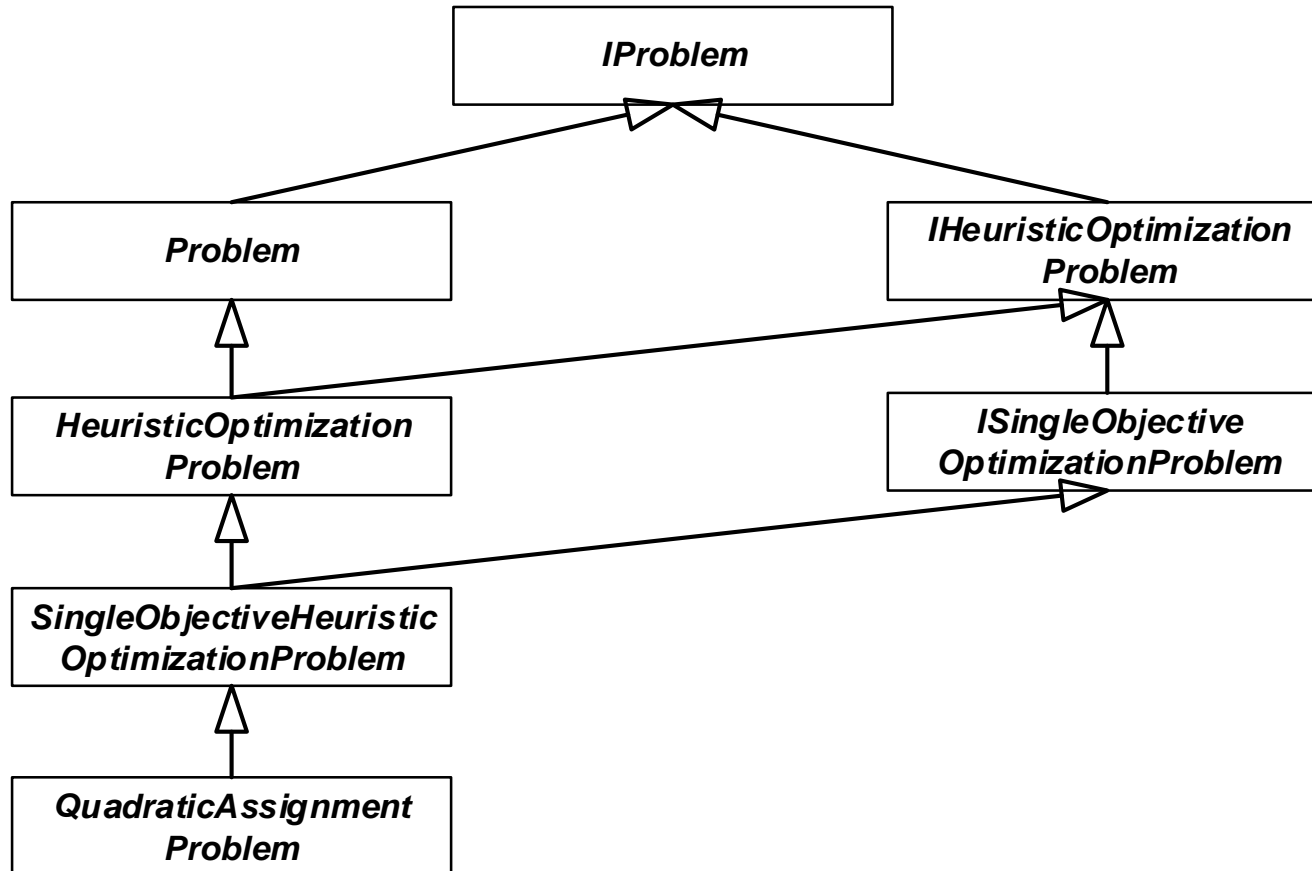 IProblem
Problem
IHeuristicOptimization
Problem
HeuristicOptimization
Problem
ISingleObjective
OptimizationProblem
SingleObjectiveHeuristic
OptimizationProblem
QuadraticAssignment
Problem